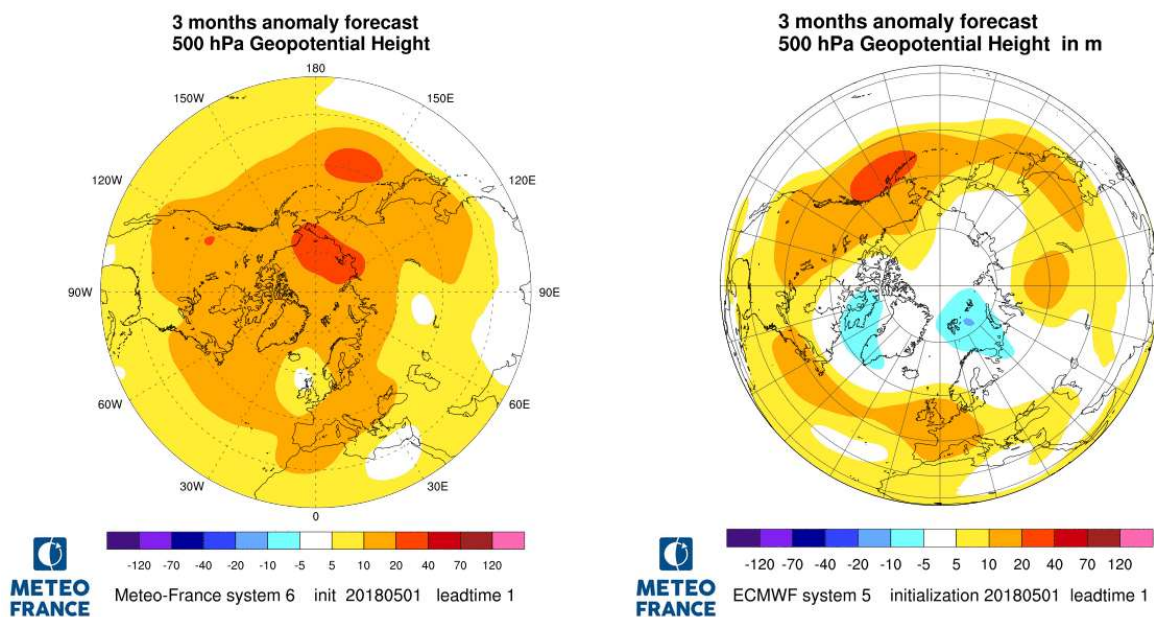 3 months anomaly forecast
500 hPa Geopotential Height
180
150W
150E
120W
120E
90W
90E
60W
60E
30W
30E
0
-120 -70 -40 -20 -10 -5 5 10 20 40 70 120
METEO
FRANCE
Meteo-France system 6 init 20180501 leadtime 1
3 months anomaly forecast
500 hPa Geopotential Height in m
-120 -70 -40 -20 -10 -5 5 10 20 40 70 120
METEO
FRANCE
ECMWF system 5 initialization 20180501 leadtime 1